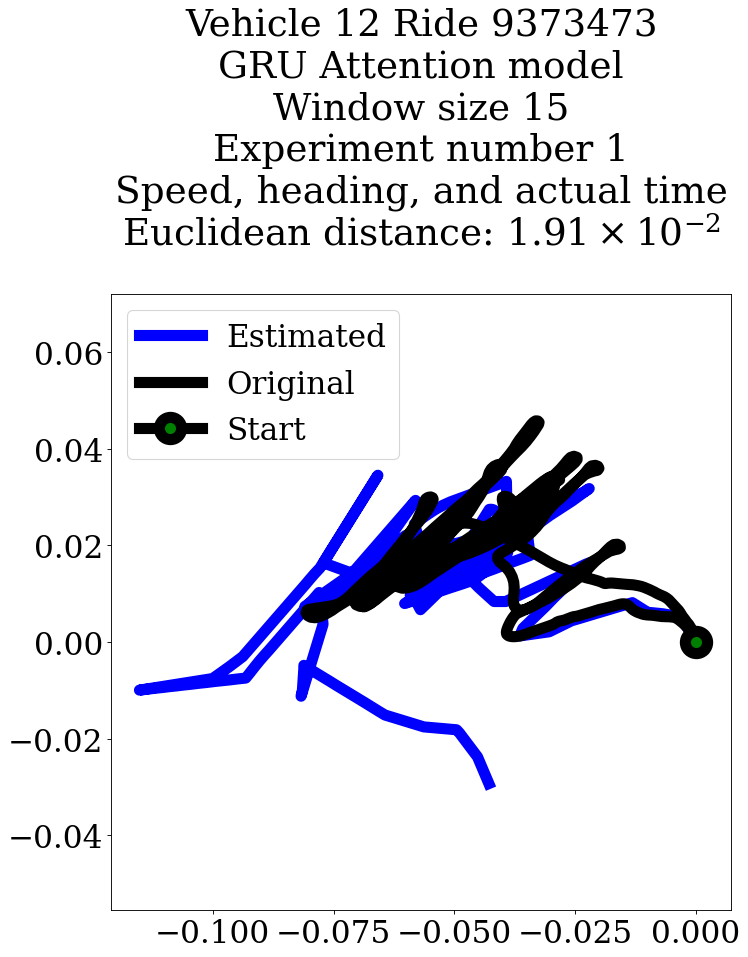 Vehicle 12 Ride 9373473
GRU Attention model
Window size 15
Experiment number 1
Speed, heading, and actual time
Euclidean distance: 1.91 × 10⁻²
Estimated
Original
Start
0.06
0.04
0.02
0.00
−0.02
−0.04
−0.100 −0.075 −0.050 −0.025 0.000